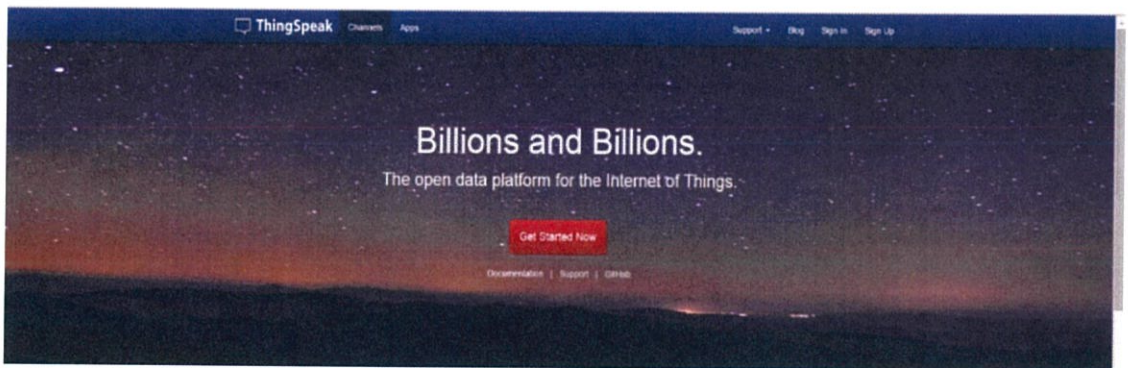 ThingSpeak Channels Apps Support Blog Sign In Sign Up
Billions and Billions.
The open data platform for the Internet of Things.
Get Started Now
Documentation | Support | GitHub